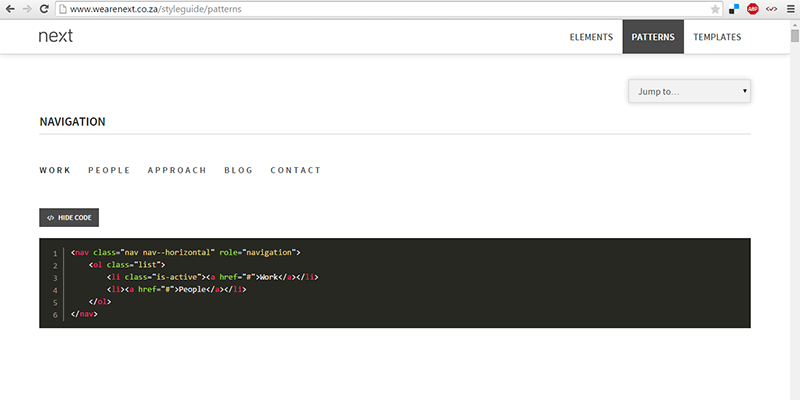 www.wearenext.co.za/styleguide/patterns
ABP
next
ELEMENTS PATTERNS TEMPLATES
Jump to...
NAVIGATION
WORK PEOPLE APPROACH BLOG CONTACT
</> HIDE CODE
1 <nav class="nav nav--horizontal" role="navigation">
2 <ol class="list">
3 <li class="is-active"><a href="#">Work</a></li>
4 <li><a href="#">People</a></li>
5 </ol>
6 </nav>